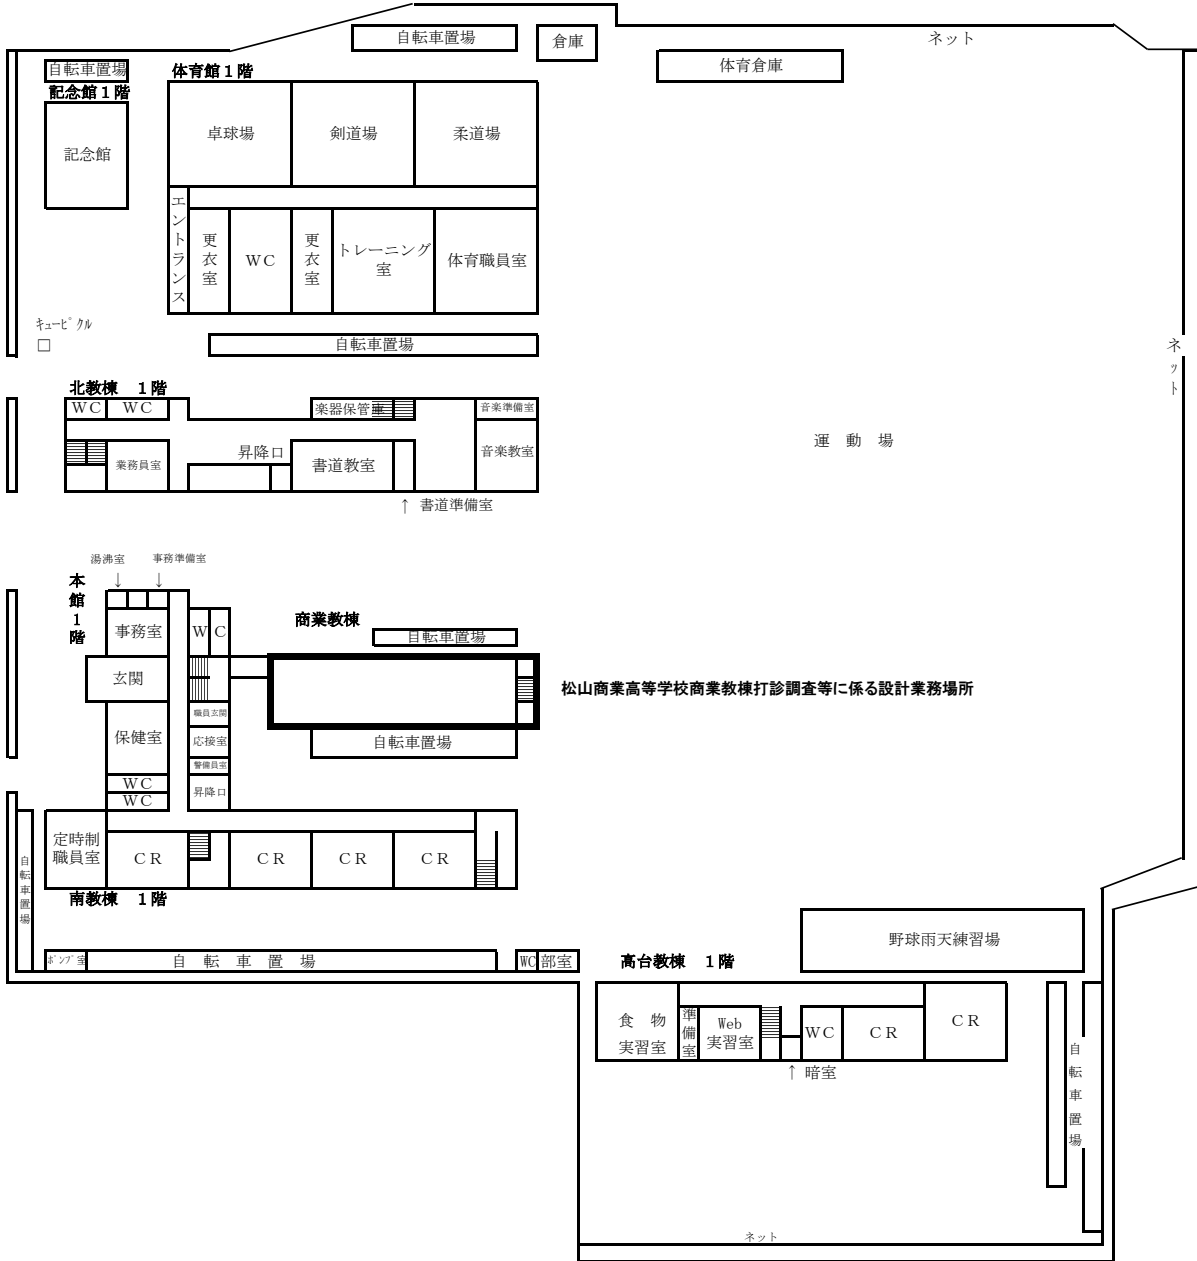 自転車置場
倉庫
ネット
体育倉庫
自転車置場
記念館1階
記念館
体育館1階
卓球場
剣道場
柔道場
エントランス
更衣室
WC
更衣室
トレーニング
室
体育職員室
自転車置場
キュービクル
ネット
運 動 場
北教棟 1階
WC
WC
楽器保管庫
音楽準備室
業務員室
昇降口
書道教室
音楽教室
↑ 書道準備室
湯沸室
事務準備室
↓
↓
本館1階
事務室
W C
商業教棟
自転車置場
玄関
松山商業高等学校商業教棟打診調査等に係る設計業務場所
職員玄関
保健室
応接室
自転車置場
警備員室
WC
WC
昇降口
定時制
職員室
CR
CR
CR
CR
自転車置場
南教棟 1階
ポンプ室
自 転 車 置 場
WC
部室
高台教棟 1階
野球雨天練習場
食 物
実習室
準備室
Web
実習室
WC
CR
CR
↑ 暗室
自転車置場
ネット